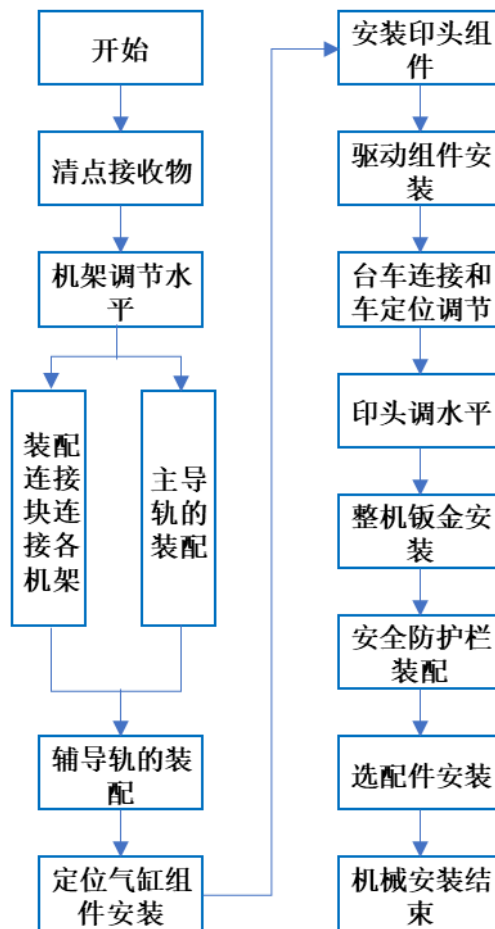 开始
清点接收物
机架调节水
平
装配
连接
块连
接各
机架
主导
轨的
装配
辅导轨的装
配
定位气缸组
件安装
安装印头组
件
驱动组件安
装
台车连接和
车定位调节
印头调水平
整机钣金安
装
安全防护栏
装配
选配件安装
机械安装结
束